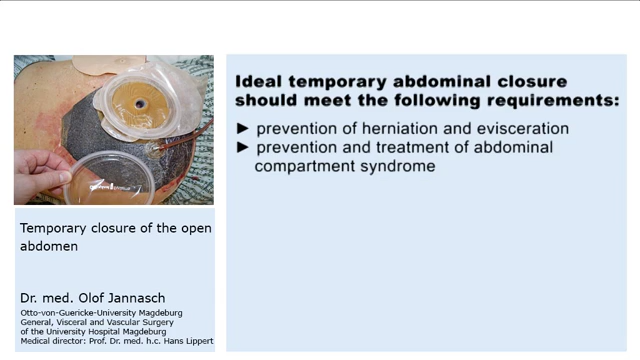 Ideal temporary abdominal closure
should meet the following requirements:
► prevention of herniation and evisceration
► prevention and treatment of abdominal
compartment syndrome
Temporary closure of the open
abdomen
Dr. med. Olof Jannasch
Otto-von-Guericke-University Magdeburg
General, Visceral and Vascular Surgery
of the University Hospital Magdeburg
Medical director: Prof. Dr. med. h.c. Hans Lippert